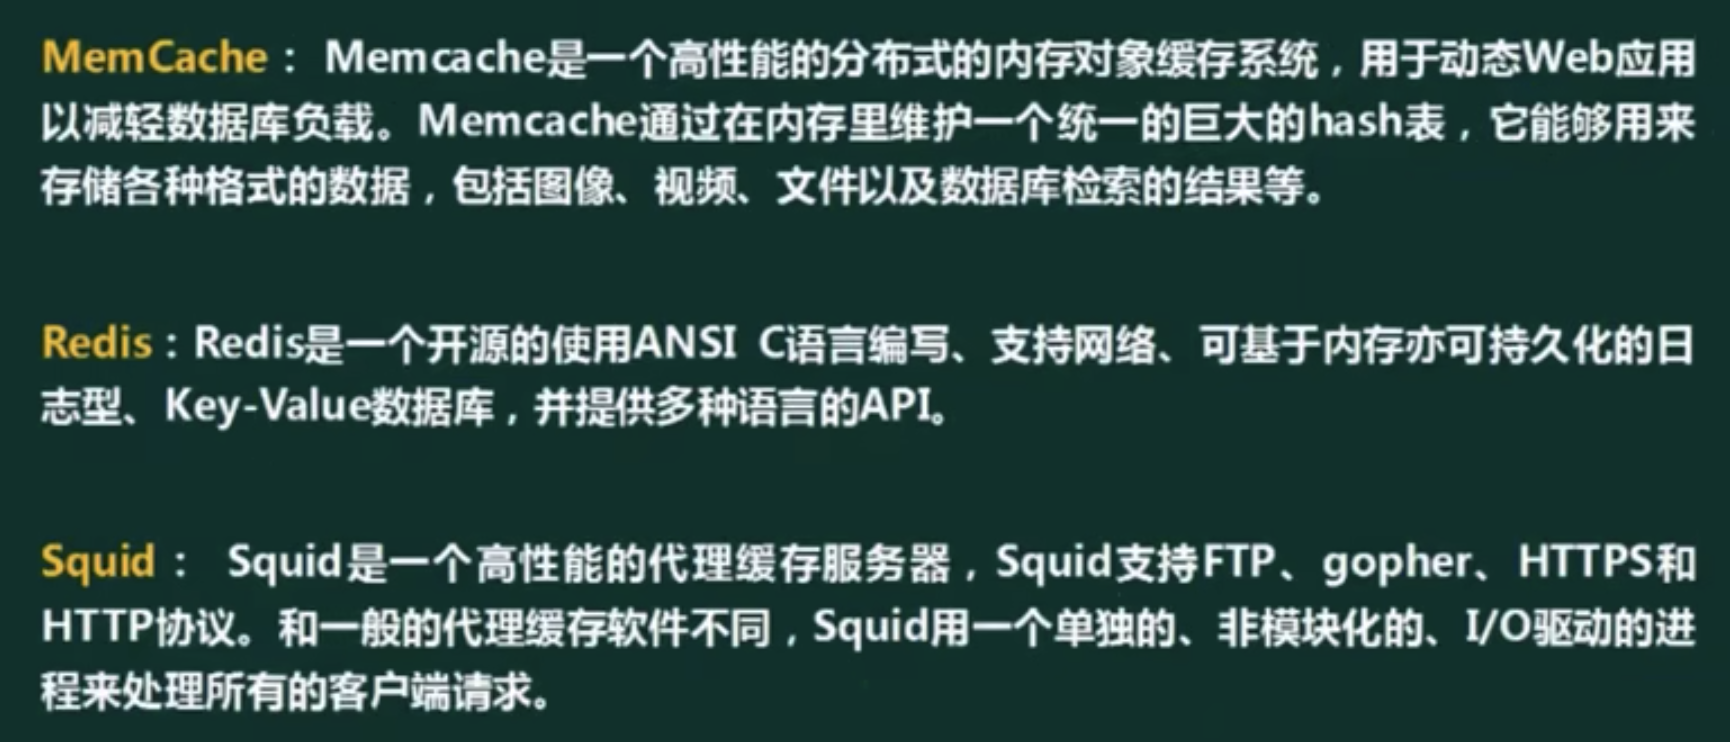 MemCache： Memcache是一个高性能的分布式的内存对象缓存系统，用于动态Web应用
以减轻数据库负载。Memcache通过在内存里维护一个统一的巨大的hash表，它能够用来
存储各种格式的数据，包括图像、视频、文件以及数据库检索的结果等。
Redis：Redis是一个开源的使用ANSI C语言编写、支持网络、可基于内存亦可持久化的日
志型、Key-Value数据库，并提供多种语言的API。
Squid： Squid是一个高性能的代理缓存服务器，Squid支持FTP、gopher、HTTPS和
HTTP协议。和一般的代理缓存软件不同，Squid用一个单独的、非模块化的、I/O驱动的进
程来处理所有的客户端请求。